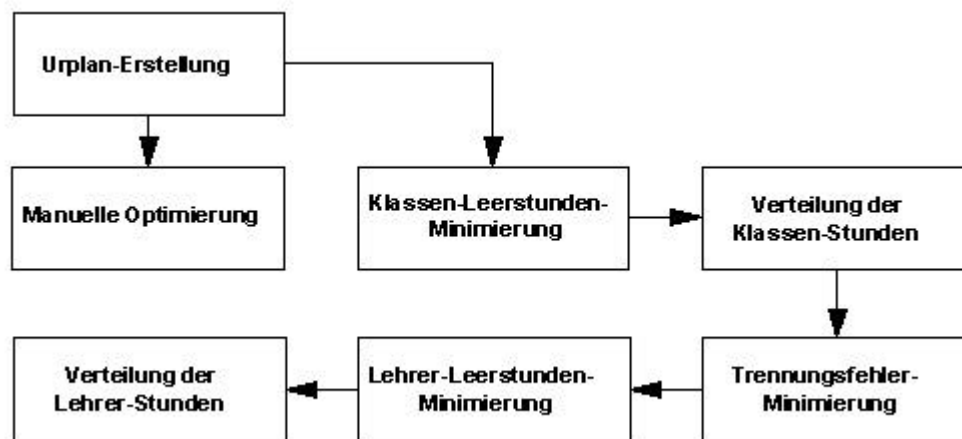 Urplan-Erstellung
Manuelle Optimierung
Klassen-Leerstunden-
Minimierung
Verteilung der
Klassen-Stunden
Trennungsfehler-
Minimierung
Lehrer-Leerstunden-
Minimierung
Verteilung der
Lehrer-Stunden